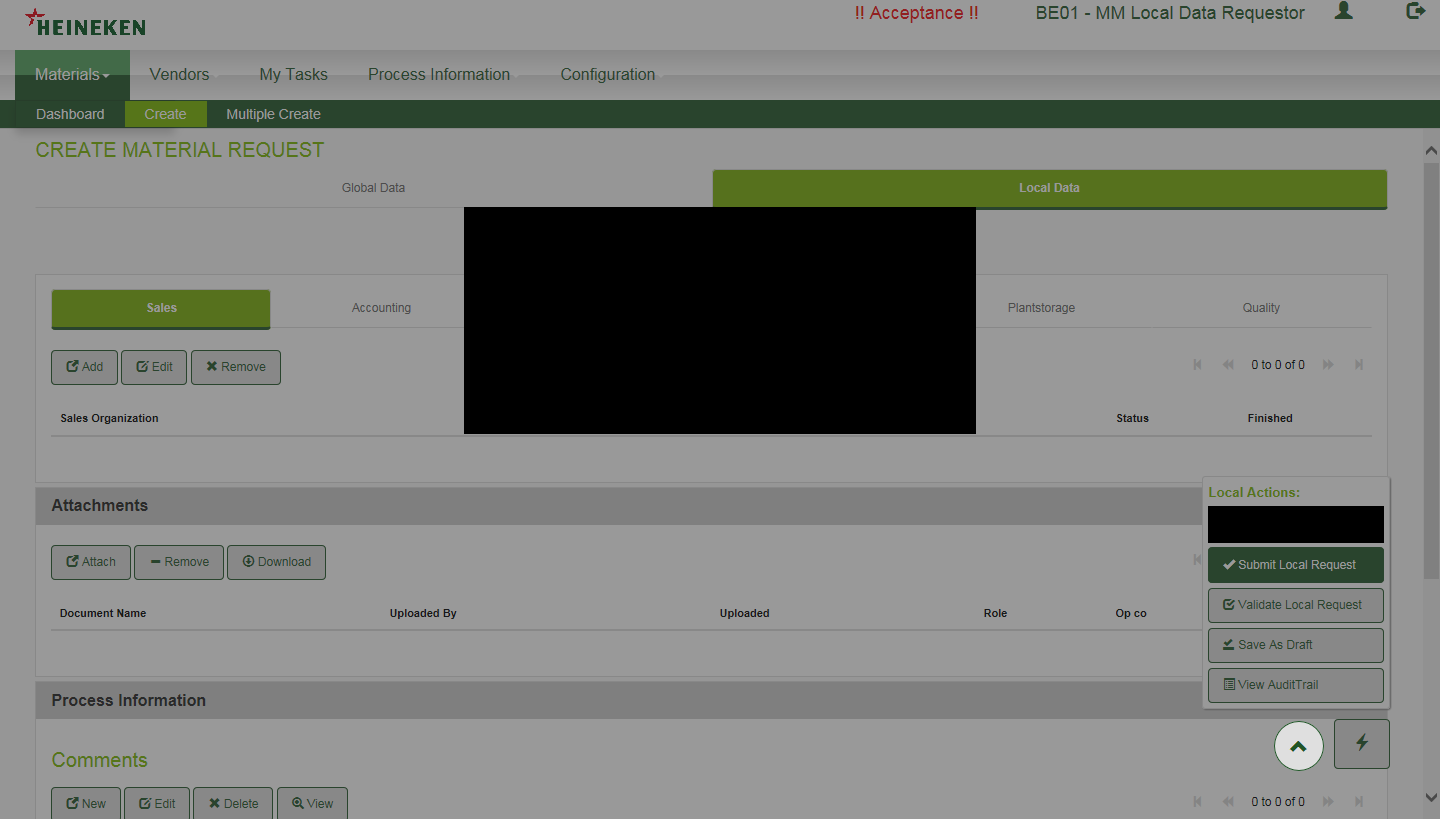 HEINEKEN
!! Acceptance !!
BE01 - MM Local Data Requestor
Materials
Vendors
My Tasks
Process Information
Configuration
Dashboard
Create
Multiple Create
CREATE MATERIAL REQUEST
Global Data
Local Data
Sales
Accounting
Plantstorage
Quality
Add
Edit
Remove
0 to 0 of 0
Sales Organization
Status
Finished
Attachments
Local Actions:
Attach
Remove
Download
Submit Local Request
Document Name
Uploaded By
Uploaded
Role
Op co
Validate Local Request
Save As Draft
View AuditTrail
Process Information
Comments
New
Edit
Delete
View
0 to 0 of 0